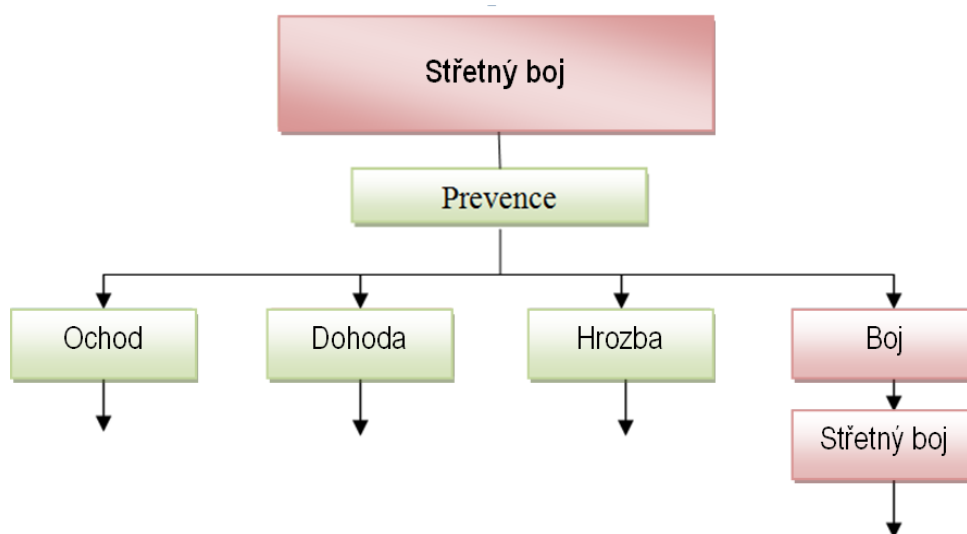 Střetný boj
Prevence
Ochod
Dohoda
Hrozba
Boj
Střetný boj